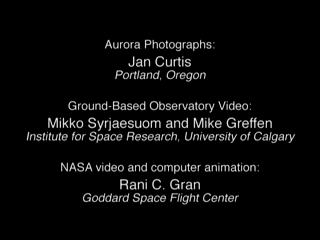 Aurora Photographs:
Jan Curtis
Portland, Oregon
Ground-Based Observatory Video:
Mikko Syrjaesuom and Mike Greffen
Institute for Space Research, University of Calgary
NASA video and computer animation:
Rani C. Gran
Goddard Space Flight Center